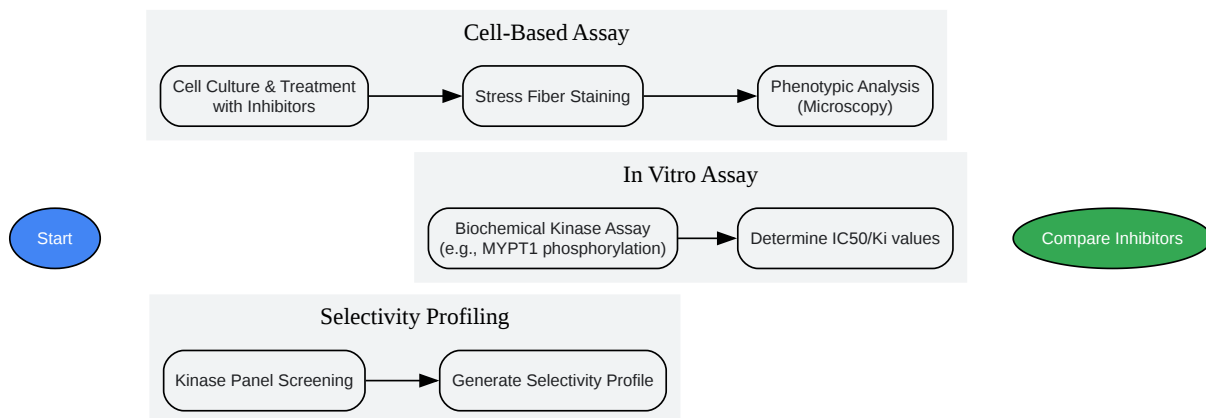 Cell-Based Assay
Cell Culture & Treatment
with Inhibitors
Stress Fiber Staining
Phenotypic Analysis
(Microscopy)
In Vitro Assay
Start
Biochemical Kinase Assay
(e.g., MYPT1 phosphorylation)
Determine IC50/Ki values
Compare Inhibitors
Selectivity Profiling
Kinase Panel Screening
Generate Selectivity Profile